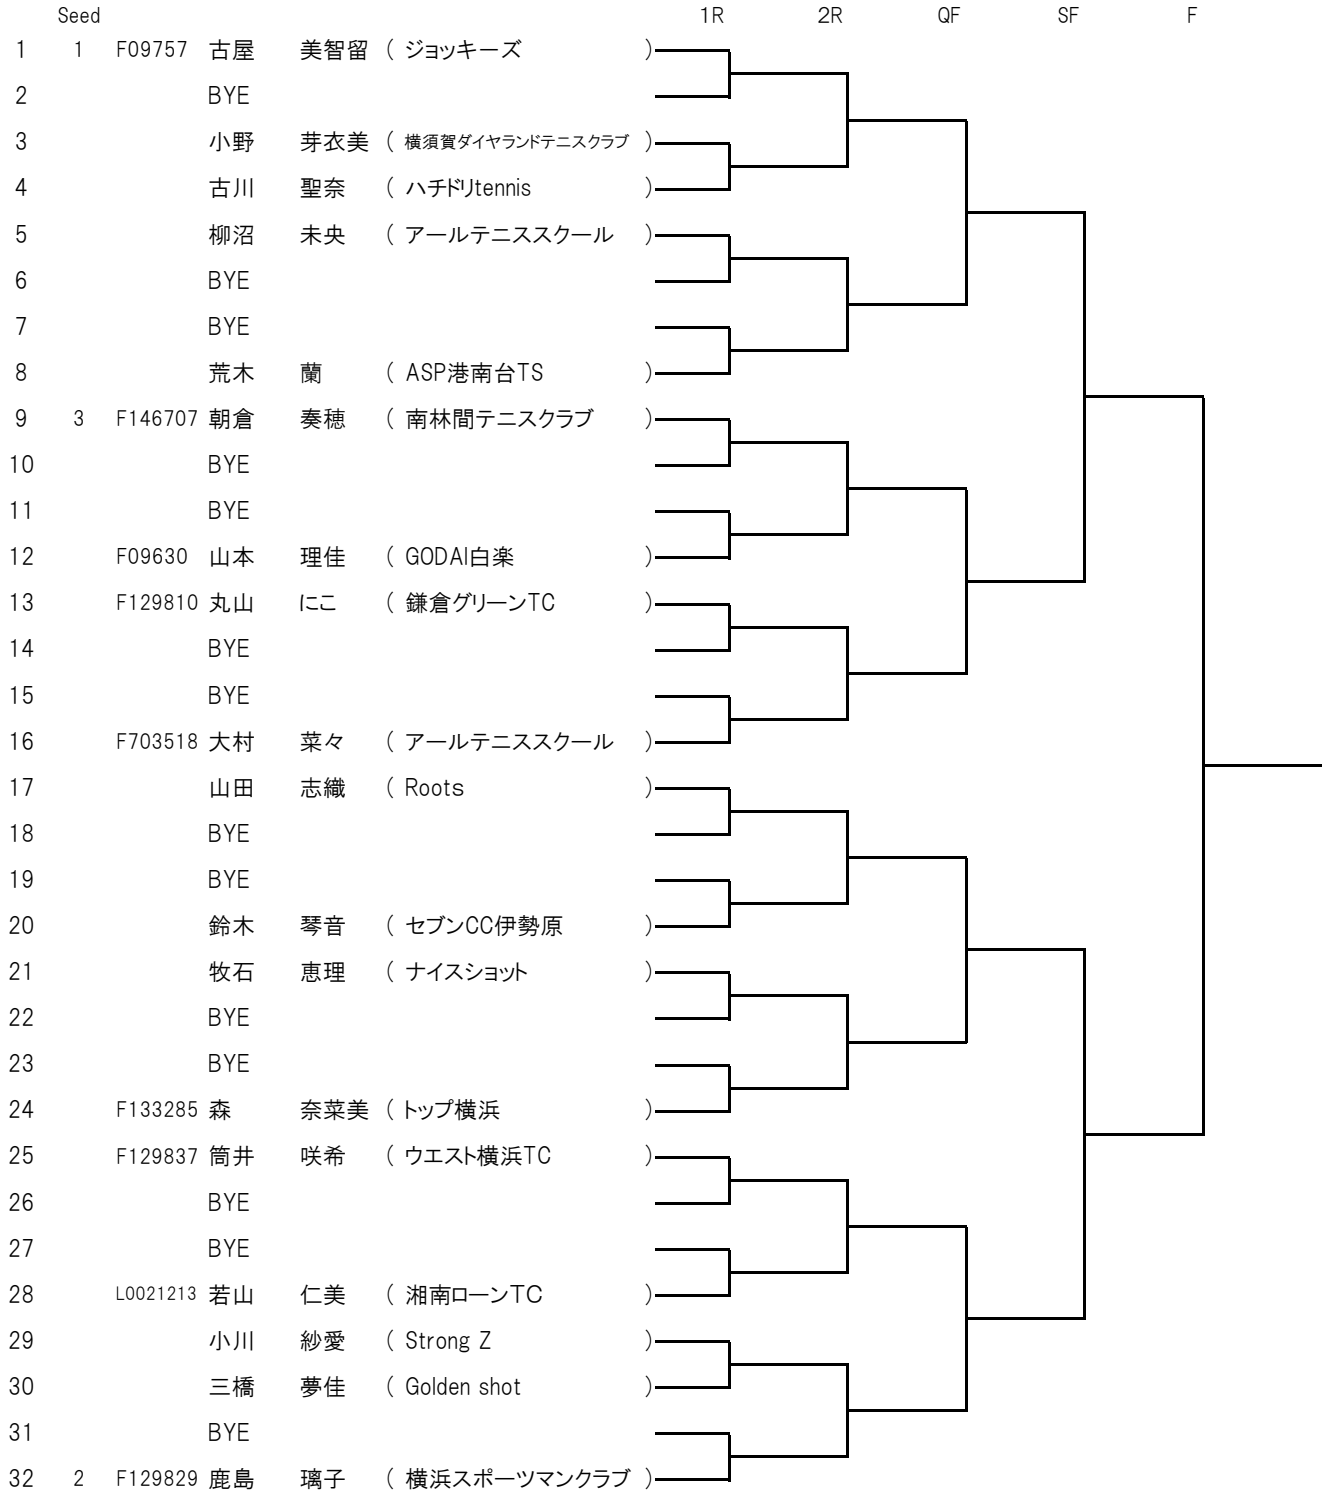 Seed 1R 2R QF SF F
1 1 F09757 古屋 美智留 ( ジョッキーズ )
2 BYE
3 小野 芽衣美 ( 横須賀ダイヤランドテニスクラブ )
4 古川 聖奈 ( ハチドリtennis )
5 柳沼 未央 ( アールテニススクール )
6 BYE
7 BYE
8 荒木 蘭 ( ASP港南台TS )
9 3 F146707 朝倉 奏穂 ( 南林間テニスクラブ )
10 BYE
11 BYE
12 F09630 山本 理佳 ( GODAI白楽 )
13 F129810 丸山 にこ ( 鎌倉グリーンTC )
14 BYE
15 BYE
16 F703518 大村 菜々 ( アールテニススクール )
17 山田 志織 ( Roots )
18 BYE
19 BYE
20 鈴木 琴音 ( セブンCC伊勢原 )
21 牧石 恵理 ( ナイスショット )
22 BYE
23 BYE
24 F133285 森 奈菜美 ( トップ横浜 )
25 F129837 筒井 咲希 ( ウエスト横浜TC )
26 BYE
27 BYE
28 L0021213 若山 仁美 ( 湘南ローンTC )
29 小川 紗愛 ( Strong Z )
30 三橋 夢佳 ( Golden shot )
31 BYE
32 2 F129829 鹿島 璃子 ( 横浜スポーツマンクラブ )